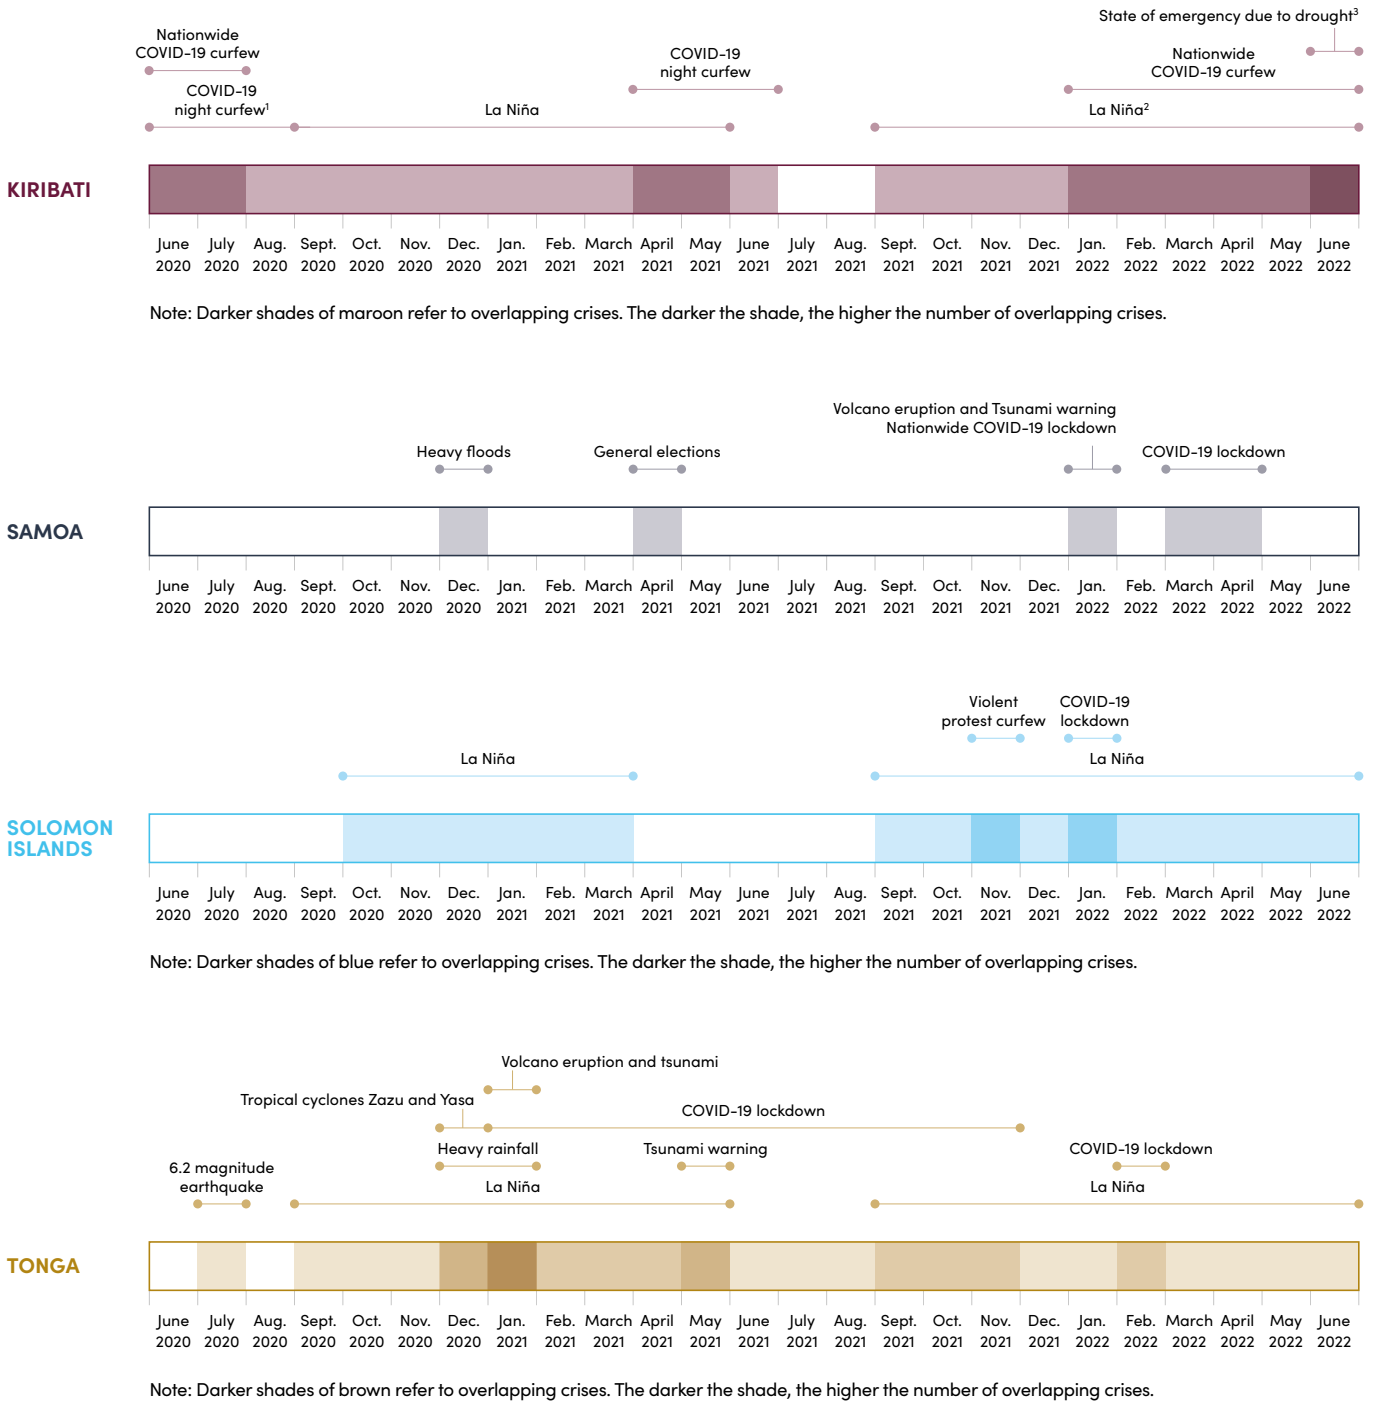 State of emergency due to drought³
Nationwide
COVID-19 curfew
COVID-19
night curfew
Nationwide
COVID-19 curfew
COVID-19
night curfew¹
La Niña
La Niña²
KIRIBATI
June July Aug. Sept. Oct. Nov. Dec. Jan. Feb. March April May June July Aug. Sept. Oct. Nov. Dec. Jan. Feb. March April May June
2020 2020 2020 2020 2020 2020 2020 2021 2021 2021 2021 2021 2021 2021 2021 2021 2021 2021 2021 2022 2022 2022 2022 2022 2022
Note: Darker shades of maroon refer to overlapping crises. The darker the shade, the higher the number of overlapping crises.
Volcano eruption and Tsunami warning
Nationwide COVID-19 lockdown
Heavy floods
General elections
COVID-19 lockdown
SAMOA
June July Aug. Sept. Oct. Nov. Dec. Jan. Feb. March April May June July Aug. Sept. Oct. Nov. Dec. Jan. Feb. March April May June
2020 2020 2020 2020 2020 2020 2020 2021 2021 2021 2021 2021 2021 2021 2021 2021 2021 2021 2021 2022 2022 2022 2022 2022 2022
Violent
protest curfew
COVID-19
lockdown
La Niña
La Niña
SOLOMON
ISLANDS
June July Aug. Sept. Oct. Nov. Dec. Jan. Feb. March April May June July Aug. Sept. Oct. Nov. Dec. Jan. Feb. March April May June
2020 2020 2020 2020 2020 2020 2020 2021 2021 2021 2021 2021 2021 2021 2021 2021 2021 2021 2021 2022 2022 2022 2022 2022 2022
Note: Darker shades of blue refer to overlapping crises. The darker the shade, the higher the number of overlapping crises.
Volcano eruption and tsunami
Tropical cyclones Zazu and Yasa
COVID-19 lockdown
Heavy rainfall
Tsunami warning
COVID-19 lockdown
6.2 magnitude
earthquake
La Niña
La Niña
TONGA
June July Aug. Sept. Oct. Nov. Dec. Jan. Feb. March April May June July Aug. Sept. Oct. Nov. Dec. Jan. Feb. March April May June
2020 2020 2020 2020 2020 2020 2020 2021 2021 2021 2021 2021 2021 2021 2021 2021 2021 2021 2021 2022 2022 2022 2022 2022 2022
Note: Darker shades of brown refer to overlapping crises. The darker the shade, the higher the number of overlapping crises.